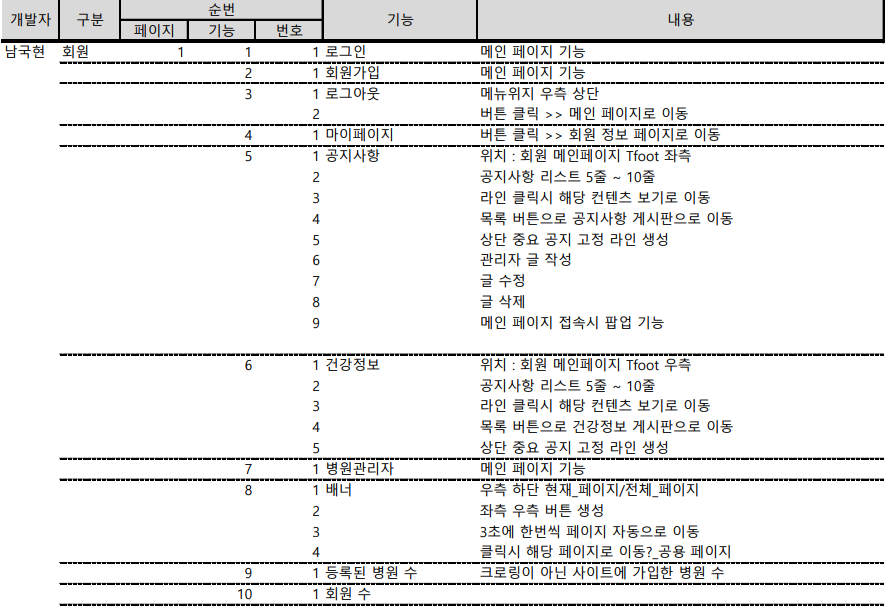 개발자 구분 순번 기능 내용
페이지 기능 번호
남국현 회원 1 1 1 로그인 메인 페이지 기능
2 1 회원가입 메인 페이지 기능
3 1 로그아웃 메뉴위지 우측 상단
2 버튼 클릭 >> 메인 페이지로 이동
4 1 마이페이지 버튼 클릭 >> 회원 정보 페이지로 이동
5 1 공지사항 위치 : 회원 메인페이지 Tfoot 좌측
2 공지사항 리스트 5줄 ~ 10줄
3 라인 클릭시 해당 컨텐츠 보기로 이동
4 목록 버튼으로 공지사항 게시판으로 이동
5 상단 중요 공지 고정 라인 생성
6 관리자 글 작성
7 글 수정
8 글 삭제
9 메인 페이지 접속시 팝업 기능
6 1 건강정보 위치 : 회원 메인페이지 Tfoot 우측
2 공지사항 리스트 5줄 ~ 10줄
3 라인 클릭시 해당 컨텐츠 보기로 이동
4 목록 버튼으로 건강정보 게시판으로 이동
5 상단 중요 공지 고정 라인 생성
7 1 병원관리자 메인 페이지 기능
8 1 배너 우측 하단 현재_페이지/전체_페이지
2 좌측 우측 버튼 생성
3 3초에 한번씩 페이지 자동으로 이동
4 클릭시 해당 페이지로 이동?_공용 페이지
9 1 등록된 병원 수 크로링이 아닌 사이트에 가입한 병원 수
10 1 회원 수